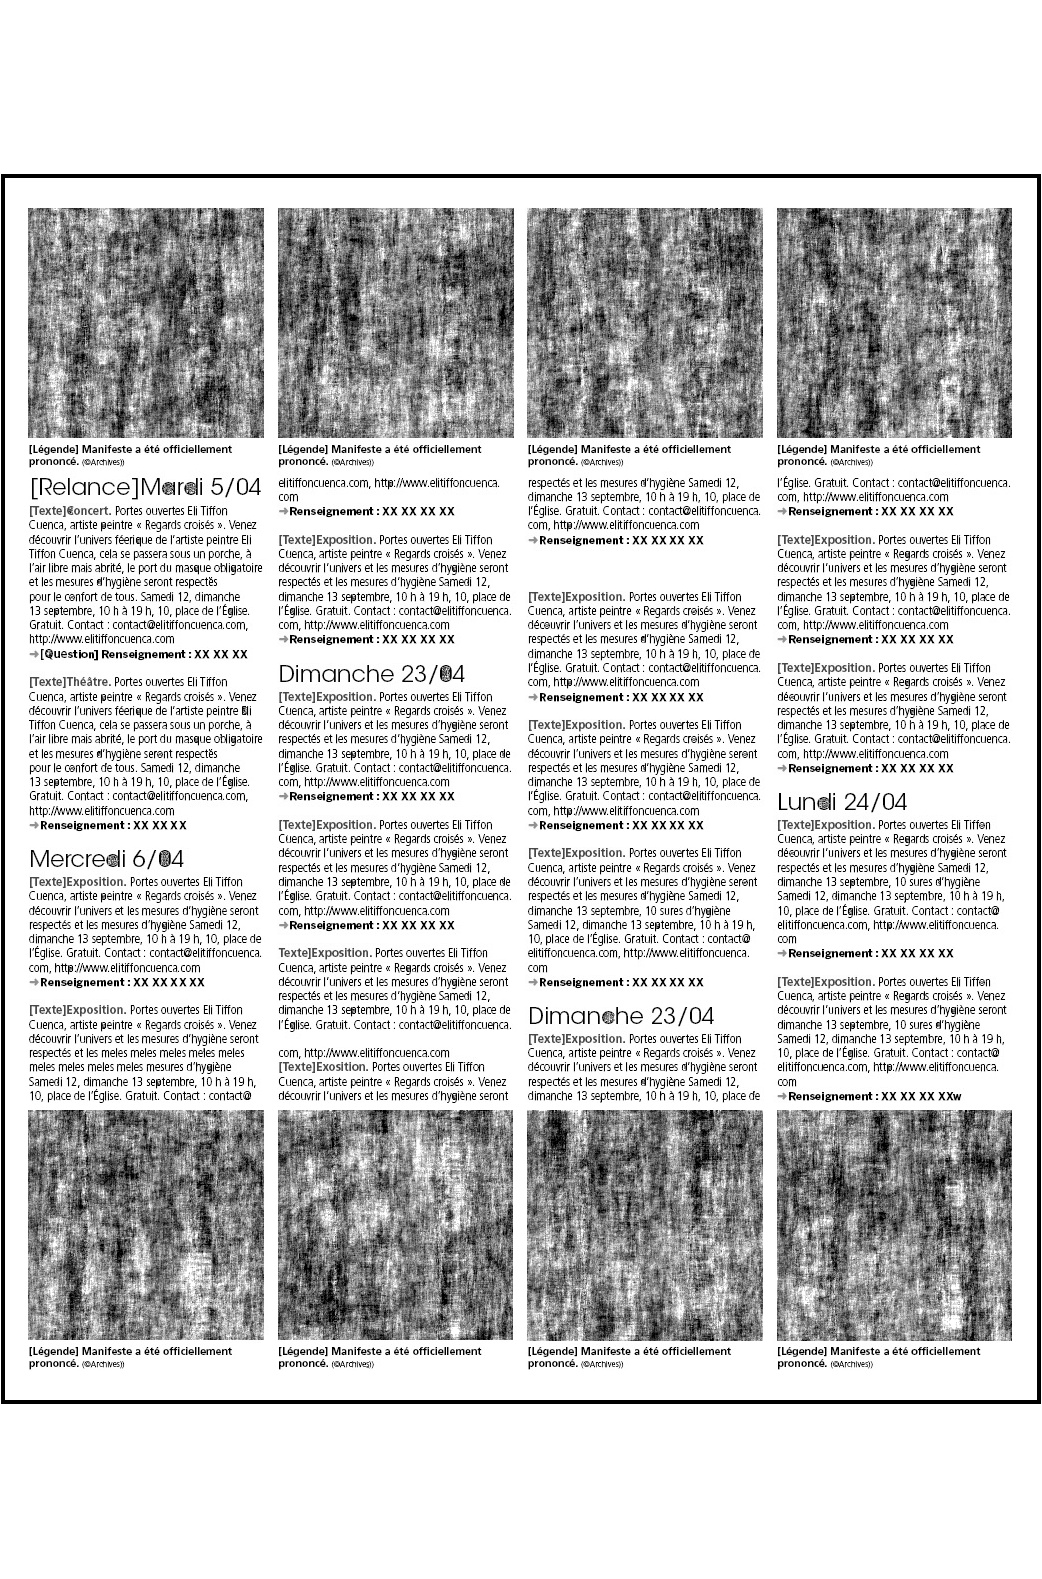 [Légende] Manifeste a été officiellement
prononcé. (©Archives))
[Relance]Mardi 5/04
[Texte]Concert. Portes ouvertes Eli Tiffon
Cuenca, artiste peintre « Regards croisés ». Venez
découvrir l'univers féerique de l'artiste peintre Eli
Tiffon Cuenca, cela se passera sous un porche, à
l'air libre mais abrité, le port du masque obligatoire
et les mesures d'hygiène seront respectés
pour le confort de tous. Samedi 12, dimanche
13 septembre, 10 h à 19 h, 10, place de l'Église.
Gratuit. Contact : contact@elitiffoncuenca.com,
http://www.elitiffoncuenca.com
➔[Question] Renseignement : XX XX XX
[Texte]Théâtre. Portes ouvertes Eli Tiffon
Cuenca, artiste peintre « Regards croisés ». Venez
découvrir l'univers féerique de l'artiste peintre Eli
Tiffon Cuenca, cela se passera sous un porche, à
l'air libre mais abrité, le port du masque obligatoire
et les mesures d'hygiène seront respectés
pour le confort de tous. Samedi 12, dimanche
13 septembre, 10 h à 19 h, 10, place de l'Église.
Gratuit. Contact : contact@elitiffoncuenca.com,
http://www.elitiffoncuenca.com
➔Renseignement : XX XX XX
Mercredi 6/04
[Texte]Exposition. Portes ouvertes Eli Tiffon
Cuenca, artiste peintre « Regards croisés ». Venez
découvrir l'univers et les mesures d'hygiène seront
respectés et les mesures d'hygiène Samedi 12,
dimanche 13 septembre, 10 h à 19 h, 10, place de
l'Église. Gratuit. Contact : contact@elitiffoncuenca.
com, http://www.elitiffoncuenca.com
➔Renseignement : XX XX XX XX
[Texte]Exposition. Portes ouvertes Eli Tiffon
Cuenca, artiste peintre « Regards croisés ». Venez
découvrir l'univers et les mesures d'hygiène seront
respectés et les meles meles meles meles meles
meles meles meles meles mesures d'hygiène
Samedi 12, dimanche 13 septembre, 10 h à 19 h,
10, place de l'Église. Gratuit. Contact : contact@
[Légende] Manifeste a été officiellement
prononcé. (©Archives))
[Légende] Manifeste a été officiellement
prononcé. (©Archives))
elitiffoncuenca.com, http://www.elitiffoncuenca.
com
➔Renseignement : XX XX XX XX
[Texte]Exposition. Portes ouvertes Eli Tiffon
Cuenca, artiste peintre « Regards croisés ». Venez
découvrir l'univers et les mesures d'hygiène seront
respectés et les mesures d'hygiène Samedi 12,
dimanche 13 septembre, 10 h à 19 h, 10, place de
l'Église. Gratuit. Contact : contact@elitiffoncuenca.
com, http://www.elitiffoncuenca.com
➔Renseignement : XX XX XX XX
Dimanche 23/04
[Texte]Exposition. Portes ouvertes Eli Tiffon
Cuenca, artiste peintre « Regards croisés ». Venez
découvrir l'univers et les mesures d'hygiène seront
respectés et les mesures d'hygiène Samedi 12,
dimanche 13 septembre, 10 h à 19 h, 10, place de
l'Église. Gratuit. Contact : contact@elitiffoncuenca.
com, http://www.elitiffoncuenca.com
➔Renseignement : XX XX XX XX
[Texte]Exposition. Portes ouvertes Eli Tiffon
Cuenca, artiste peintre « Regards croisés ». Venez
découvrir l'univers et les mesures d'hygiène seront
respectés et les mesures d'hygiène Samedi 12,
dimanche 13 septembre, 10 h à 19 h, 10, place de
l'Église. Gratuit. Contact : contact@elitiffoncuenca.
com, http://www.elitiffoncuenca.com
➔Renseignement : XX XX XX XX
Texte]Exposition. Portes ouvertes Eli Tiffon
Cuenca, artiste peintre « Regards croisés ». Venez
découvrir l'univers et les mesures d'hygiène seront
respectés et les mesures d'hygiène Samedi 12,
dimanche 13 septembre, 10 h à 19 h, 10, place de
l'Église. Gratuit. Contact : contact@elitiffoncuenca.
com, http://www.elitiffoncuenca.com
[Texte]Exosition. Portes ouvertes Eli Tiffon
Cuenca, artiste peintre « Regards croisés ». Venez
découvrir l'univers et les mesures d'hygiène seront
[Légende] Manifeste a été officiellement
prononcé. (©Archives))
[Légende] Manifeste a été officiellement
prononcé. (©Archives))
respectés et les mesures d'hygiène Samedi 12,
dimanche 13 septembre, 10 h à 19 h, 10, place de
l'Église. Gratuit. Contact : contact@elitiffoncuenca.
com, http://www.elitiffoncuenca.com
➔Renseignement : XX XX XX XX
[Texte]Exposition. Portes ouvertes Eli Tiffon
Cuenca, artiste peintre « Regards croisés ». Venez
découvrir l'univers et les mesures d'hygiène seront
respectés et les mesures d'hygiène Samedi 12,
dimanche 13 septembre, 10 h à 19 h, 10, place de
l'Église. Gratuit. Contact : contact@elitiffoncuenca.
com, http://www.elitiffoncuenca.com
➔Renseignement : XX XX XX XX
[Texte]Exposition. Portes ouvertes Eli Tiffon
Cuenca, artiste peintre « Regards croisés ». Venez
découvrir l'univers et les mesures d'hygiène seront
respectés et les mesures d'hygiène Samedi 12,
dimanche 13 septembre, 10 h à 19 h, 10, place de
l'Église. Gratuit. Contact : contact@elitiffoncuenca.
com, http://www.elitiffoncuenca.com
➔Renseignement : XX XX XX XX
[Texte]Exposition. Portes ouvertes Eli Tiffon
Cuenca, artiste peintre « Regards croisés ». Venez
découvrir l'univers et les mesures d'hygiène seront
respectés et les mesures d'hygiène Samedi 12,
dimanche 13 septembre, 10 sures d'hygiène
Samedi 12, dimanche 13 septembre, 10 h à 19 h,
10, place de l'Église. Gratuit. Contact : contact@
elitiffoncuenca.com, http://www.elitiffoncuenca.
com
➔Renseignement : XX XX XX XX
Dimanche 23/04
[Texte]Exposition. Portes ouvertes Eli Tiffon
Cuenca, artiste peintre « Regards croisés ». Venez
découvrir l'univers et les mesures d'hygiène seront
respectés et les mesures d'hygiène Samedi 12,
dimanche 13 septembre, 10 h à 19 h, 10, place de
[Légende] Manifeste a été officiellement
prononcé. (©Archives))
[Légende] Manifeste a été officiellement
prononcé. (©Archives))
l'Église. Gratuit. Contact : contact@elitiffoncuenca.
com, http://www.elitiffoncuenca.com
➔Renseignement : XX XX XX XX
[Texte]Exposition. Portes ouvertes Eli Tiffon
Cuenca, artiste peintre « Regards croisés ». Venez
découvrir l'univers et les mesures d'hygiène seront
respectés et les mesures d'hygiène Samedi 12,
dimanche 13 septembre, 10 h à 19 h, 10, place de
l'Église. Gratuit. Contact : contact@elitiffoncuenca.
com, http://www.elitiffoncuenca.com
➔Renseignement : XX XX XX XX
[Texte]Exposition. Portes ouvertes Eli Tiffon
Cuenca, artiste peintre « Regards croisés ». Venez
découvrir l'univers et les mesures d'hygiène seront
respectés et les mesures d'hygiène Samedi 12,
dimanche 13 septembre, 10 h à 19 h, 10, place de
l'Église. Gratuit. Contact : contact@elitiffoncuenca.
com, http://www.elitiffoncuenca.com
➔Renseignement : XX XX XX XX
Lundi 24/04
[Texte]Exposition. Portes ouvertes Eli Tiffon
Cuenca, artiste peintre « Regards croisés ». Venez
découvrir l'univers et les mesures d'hygiène seront
respectés et les mesures d'hygiène Samedi 12,
dimanche 13 septembre, 10 sures d'hygiène
Samedi 12, dimanche 13 septembre, 10 h à 19 h,
10, place de l'Église. Gratuit. Contact : contact@
elitiffoncuenca.com, http://www.elitiffoncuenca.
com
➔Renseignement : XX XX XX XX
[Texte]Exposition. Portes ouvertes Eli Tiffon
Cuenca, artiste peintre « Regards croisés ». Venez
découvrir l'univers et les mesures d'hygiène seront
respectés et les mesures d'hygiène Samedi 12,
dimanche 13 septembre, 10 sures d'hygiène
Samedi 12, dimanche 13 septembre, 10 h à 19 h,
10, place de l'Église. Gratuit. Contact : contact@
elitiffoncuenca.com, http://www.elitiffoncuenca.
com
➔Renseignement : XX XX XX XXw
[Légende] Manifeste a été officiellement
prononcé. (©Archives))